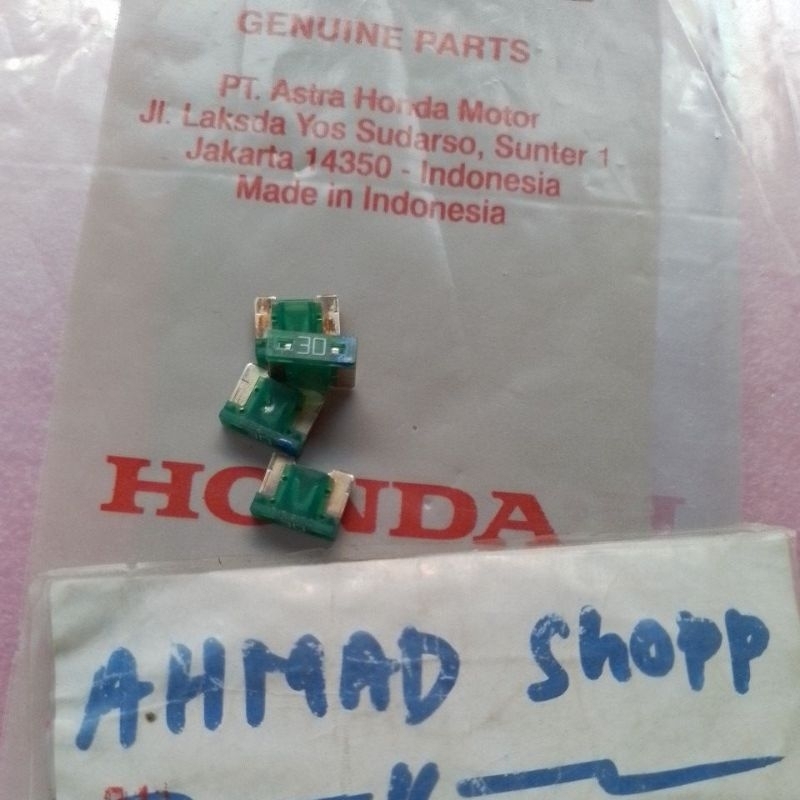 GENUINE PARTS
PT. Astra Honda Motor
Jl. Laksda Yos Sudarso, Sunter 1
Jakarta 14350 - Indonesia
Made in Indonesia
30
HONDA
AHMAD Shopp